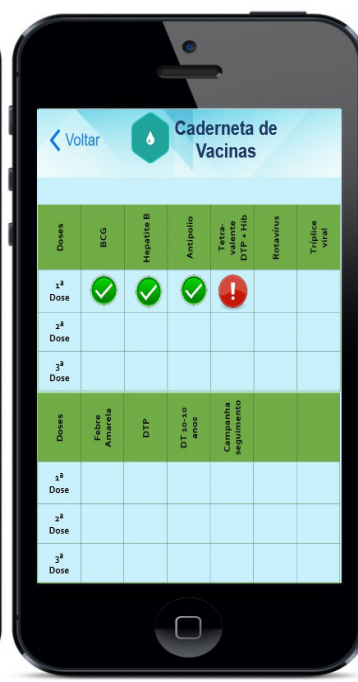 Voltar
Caderneta de
Vacinas
Doses
BCG
Hepatite B
Antipolio
Tetra-
valente
DTP + Hib
Rotavírus
Tríplice
viral
1ª
Dose
2ª
Dose
3ª
Dose
Doses
Febre
Amarela
DTP
DT 10-10
anos
Campanha
seguimento
1ª
Dose
2ª
Dose
3ª
Dose